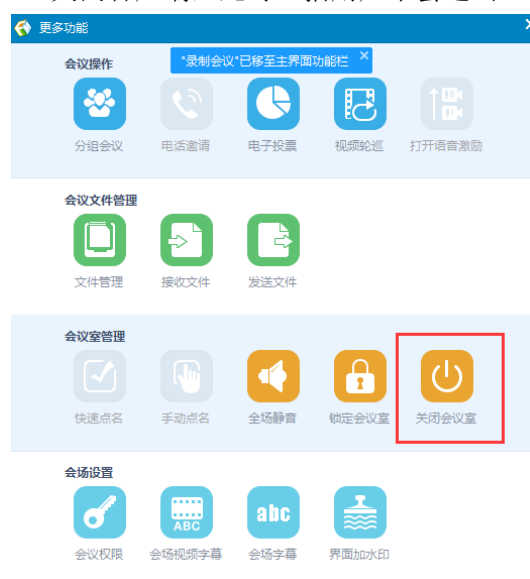 更多功能
会议操作
"录制会议"已移至主界面功能栏
分组会议 电话邀请 电子投票 视频轮巡 打开语音激励
会议文件管理
文件管理 接收文件 发送文件
会议室管理
快速点名 手动点名 全场静音 锁定会议室 关闭会议室
会场设置
ABC abc
会议权限 会场视频字幕 会场字幕 界面加水印